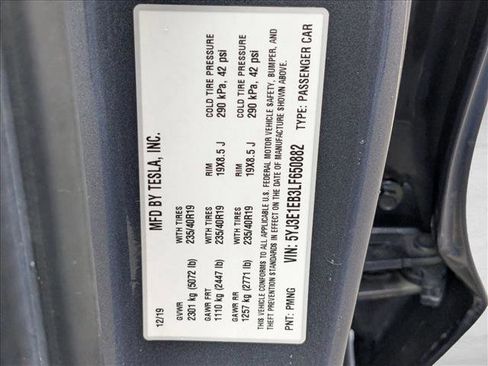 MFD BY TESLA, INC.
12/19
GVWR WITH TIRES RIM COLD TIRE PRESSURE
2301 kg (5072 lb) 235/40R19 19X8.5 J 290 kPa, 42 psi
GAWR FRT WITH TIRES RIM COLD TIRE PRESSURE
1110 kg (2447 lb) 235/40R19 19X8.5 J 290 kPa, 42 psi
GAWR RR WITH TIRES RIM COLD TIRE PRESSURE
1257 kg (2771 lb) 235/40R19 19X8.5 J 290 kPa, 42 psi
THIS VEHICLE CONFORMS TO ALL APPLICABLE U.S. FEDERAL MOTOR VEHICLE SAFETY, BUMPER, AND
THEFT PREVENTION STANDARDS IN EFFECT ON THE DATE OF MANUFACTURE SHOWN ABOVE.
VIN: 5YJ3E1EB3LF650882
PNT: PMNG TYPE: PASSENGER CAR